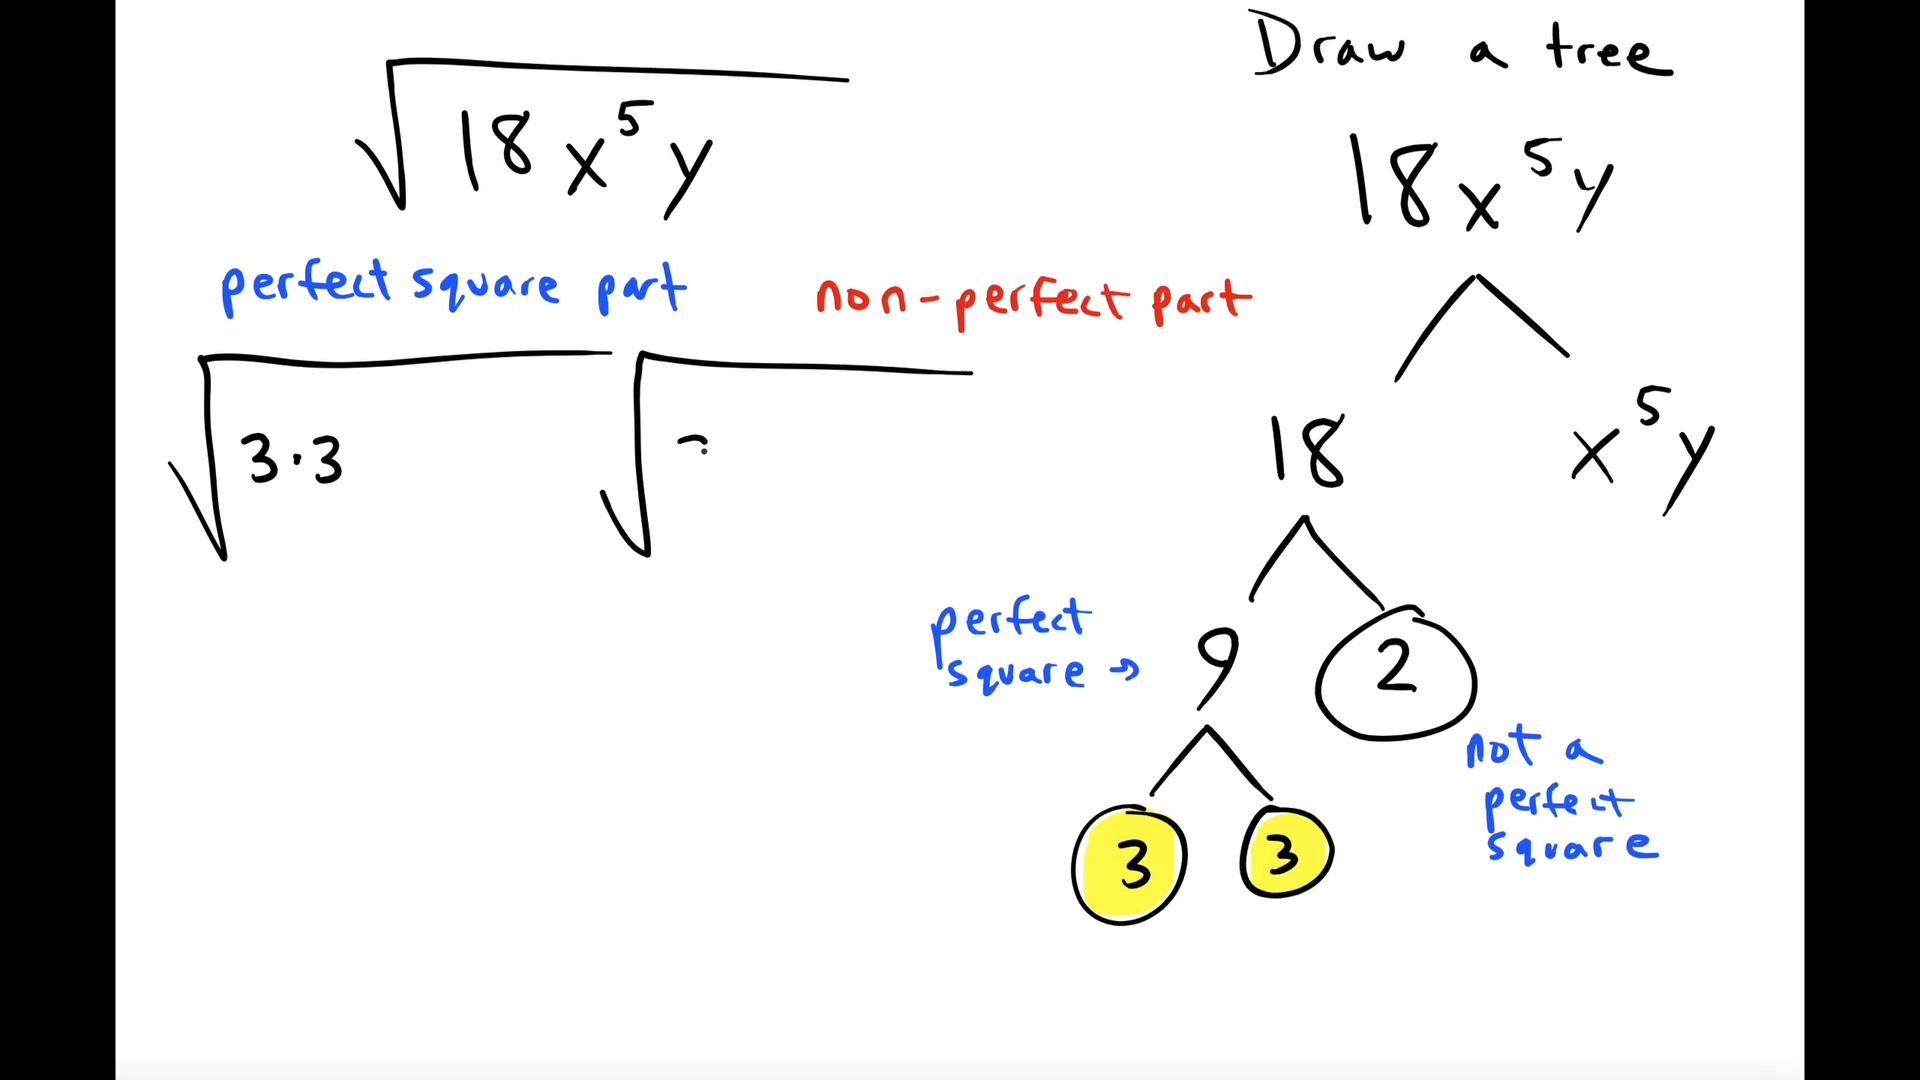 Draw a tree
√18x⁵y
18x⁵y
perfect square part
non-perfect part
√3·3 √
18
x⁵y
perfect
square →
9
2
not a
perfect
square
3
3